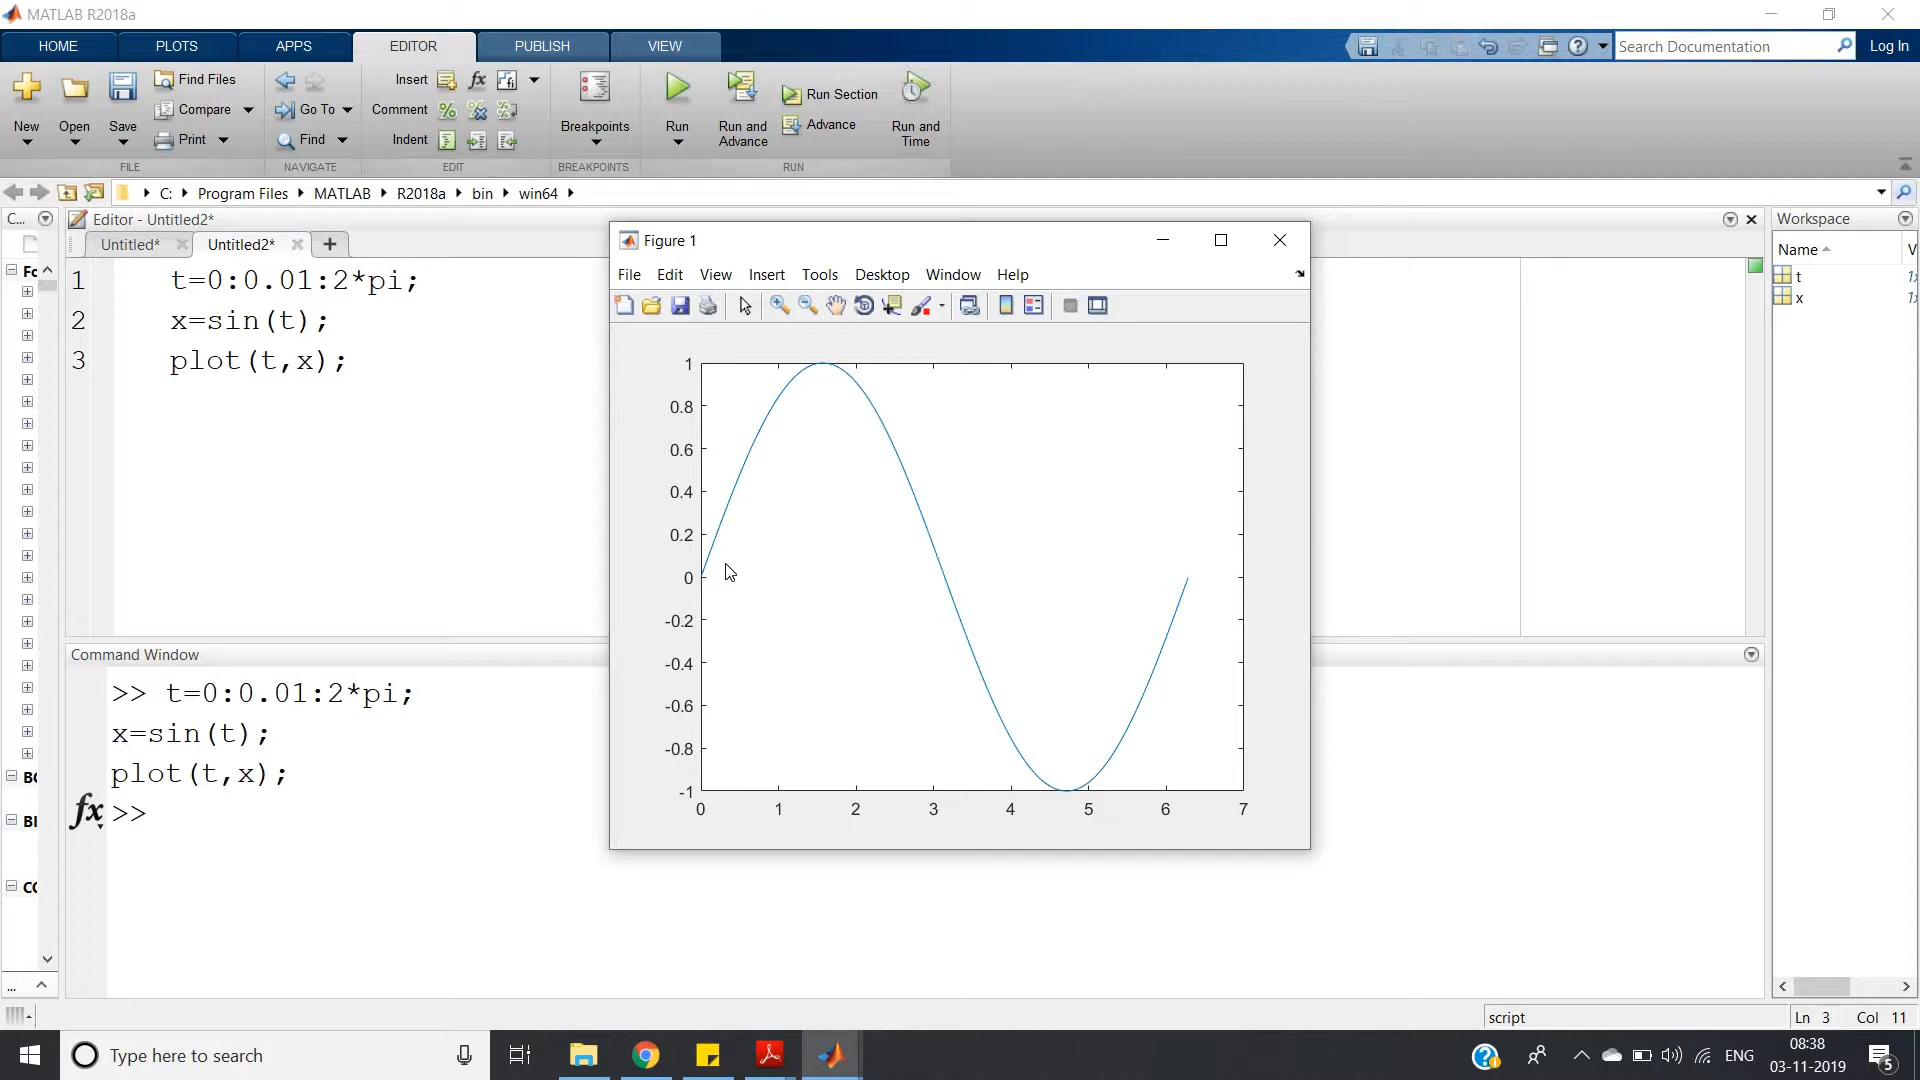 MATLAB R2018a
HOME PLOTS APPS EDITOR PUBLISH VIEW
Search Documentation
Log In
New Open Save
Find Files
Compare
Print
FILE
Go To
Find
NAVIGATE
Insert fx
Comment
Indent
EDIT
Breakpoints
BREAKPOINTS
Run
Run and Advance
Run Section
Advance
Run and Time
RUN
C: Program Files MATLAB R2018a bin win64
C...
Editor - Untitled2*
Untitled* Untitled2*
1 t=0:0.01:2*pi;
2 x=sin(t);
3 plot(t,x);
Figure 1
File Edit View Insert Tools Desktop Window Help
1
0.8
0.6
0.4
0.2
0
-0.2
-0.4
-0.6
-0.8
-1
0 1 2 3 4 5 6 7
Workspace
Name
t
x
Command Window
>> t=0:0.01:2*pi;
x=sin(t);
plot(t,x);
fx >>
...
script
Ln 3 Col 11
Type here to search
ENG
08:38
03-11-2019
5